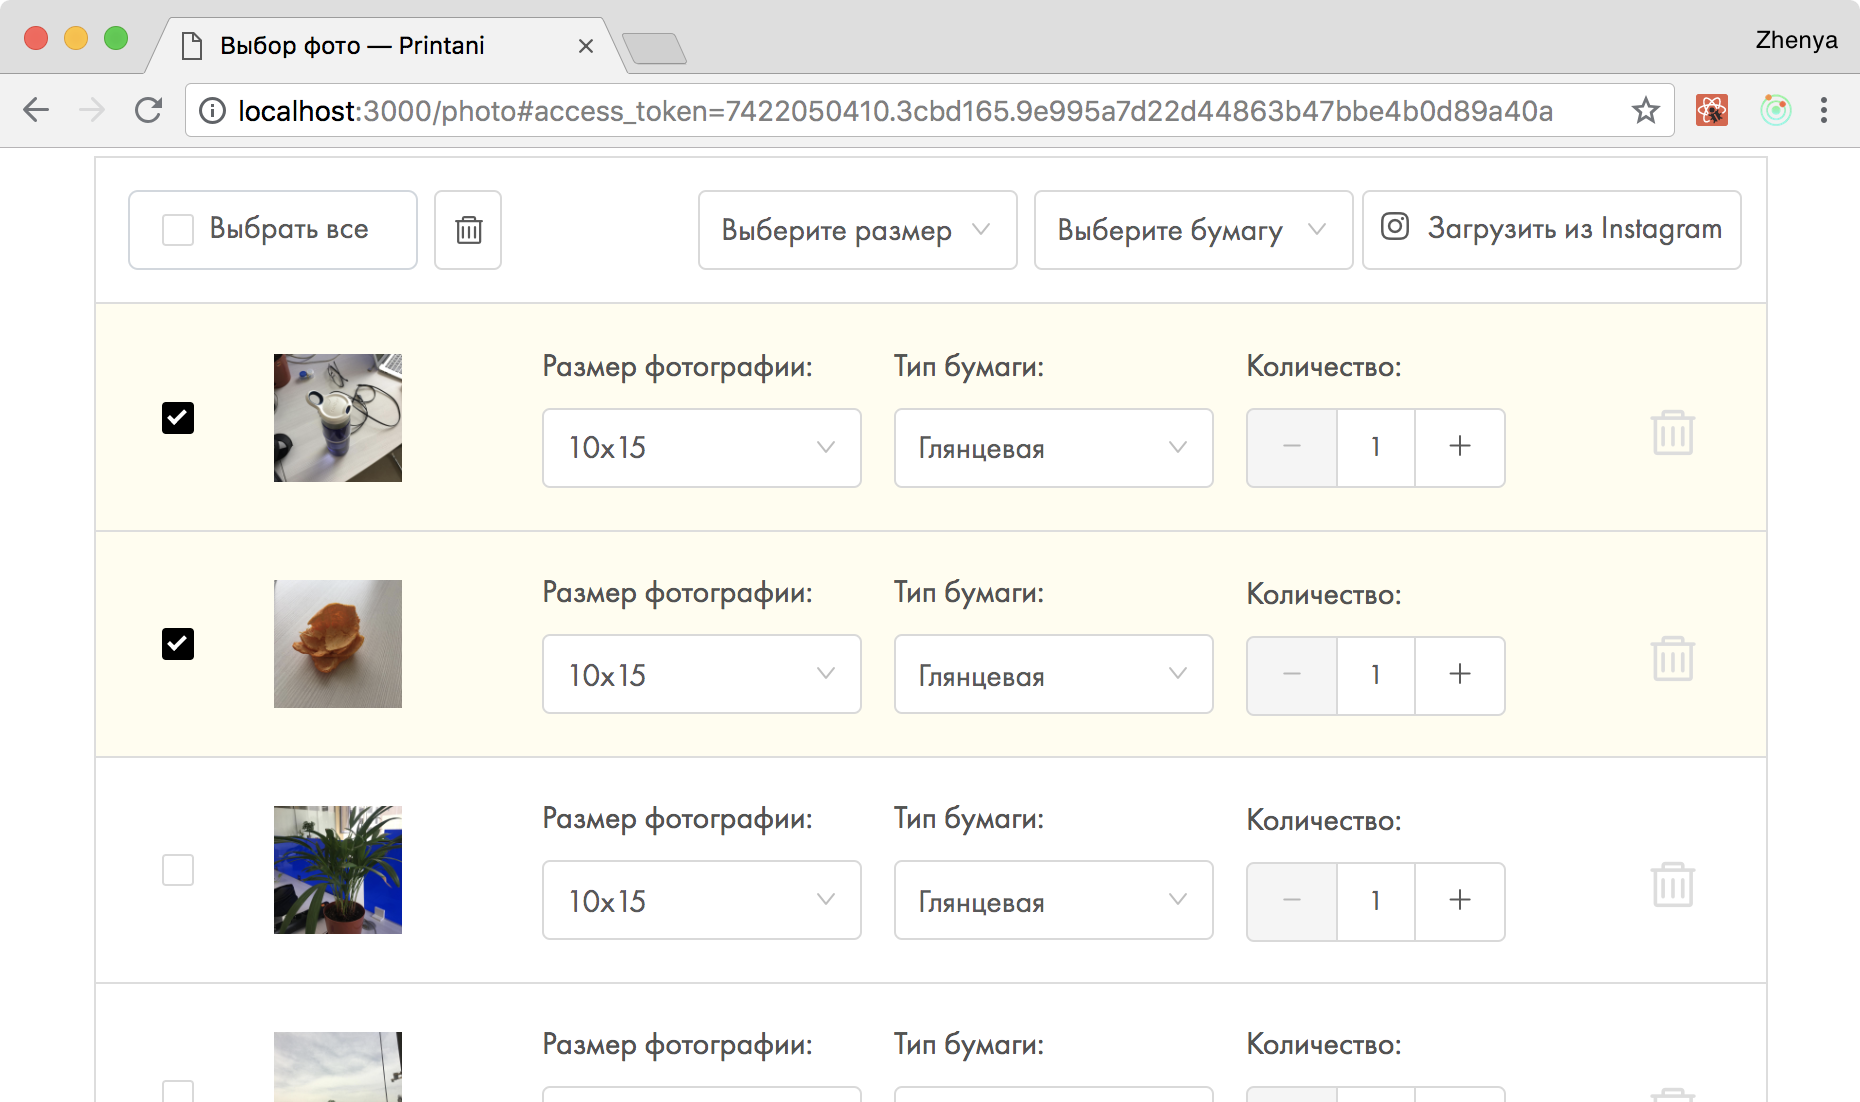 Выбор фото — Printani
Zhenya
localhost:3000/photo#access_token=7422050410.3cbd165.9e995a7d22d44863b47bbe4b0d89a40a
Выбрать все
Выберите размер
Выберите бумагу
Загрузить из Instagram
Размер фотографии: Тип бумаги: Количество:
10x15 Глянцевая − 1 +
Размер фотографии: Тип бумаги: Количество:
10x15 Глянцевая − 1 +
Размер фотографии: Тип бумаги: Количество:
10x15 Глянцевая − 1 +
Размер фотографии: Тип бумаги: Количество: